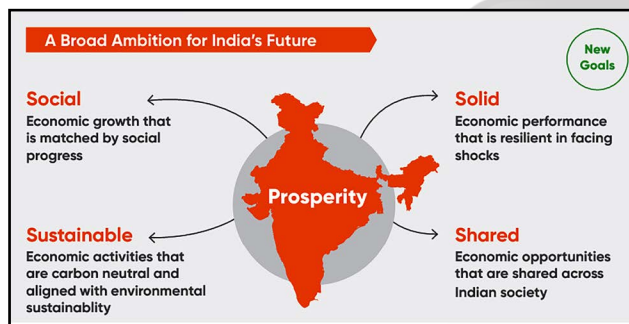 A Broad Ambition for India's Future
New
Goals
Social
Economic growth that
is matched by social
progress
Solid
Economic performance
that is resilient in facing
shocks
Prosperity
Sustainable
Economic activities that
are carbon neutral and
aligned with environmental
sustainablity
Shared
Economic opportunities
that are shared across
Indian society